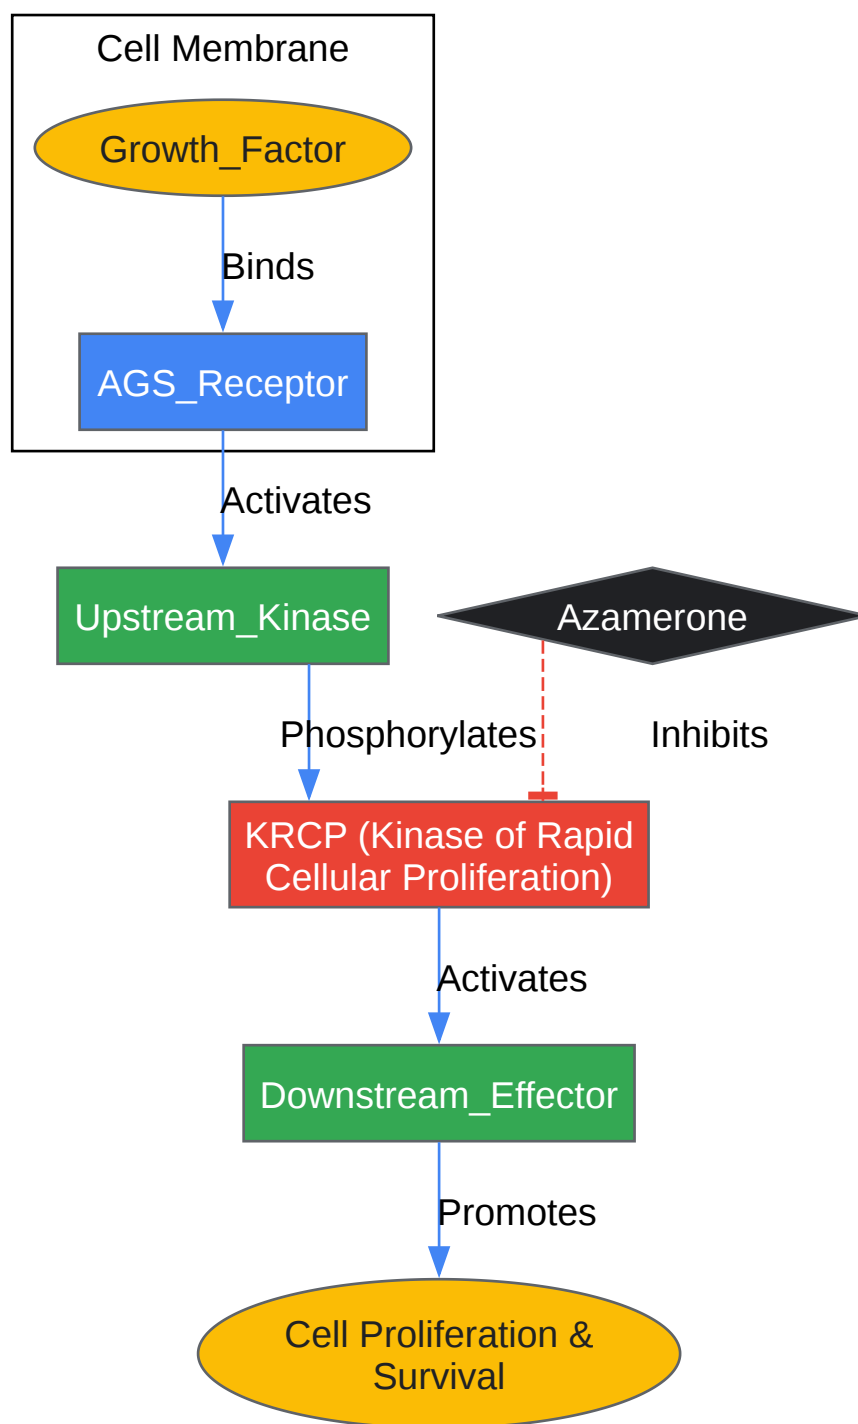 Cell Membrane
Growth_Factor
Binds
AGS_Receptor
Activates
Upstream_Kinase
Azamerone
Phosphorylates
Inhibits
KRCP (Kinase of Rapid
Cellular Proliferation)
Activates
Downstream_Effector
Promotes
Cell Proliferation &
Survival